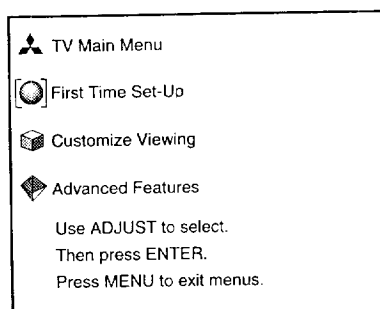 TV Main Menu
First Time Set-Up
Customize Viewing
Advanced Features
Use ADJUST to select.
Then press ENTER.
Press MENU to exit menus.